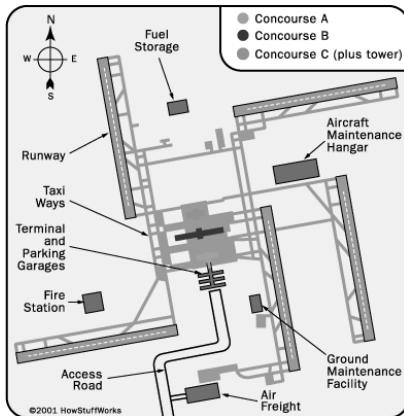 N
W E
S
Fuel
Storage
Concourse A
Concourse B
Concourse C (plus tower)
Aircraft
Maintenance
Hangar
Runway
Taxi
Ways
Terminal
and
Parking
Garages
Fire
Station
Access
Road
Air
Freight
Ground
Maintenance
Facility
©2001 HowStuffWorks